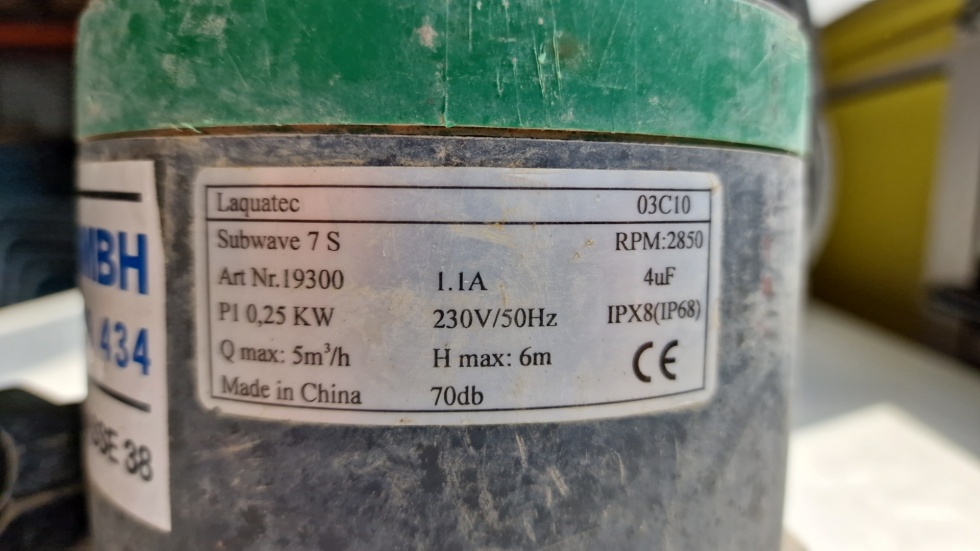 Laquatec 03C10
Subwave 7 S RPM:2850
Art Nr.19300 1.1A 4uF
P1 0,25 KW 230V/50Hz IPX8(IP68)
Q max: 5m³/h H max: 6m CE
Made in China 70db
MBH
434
SSE 38